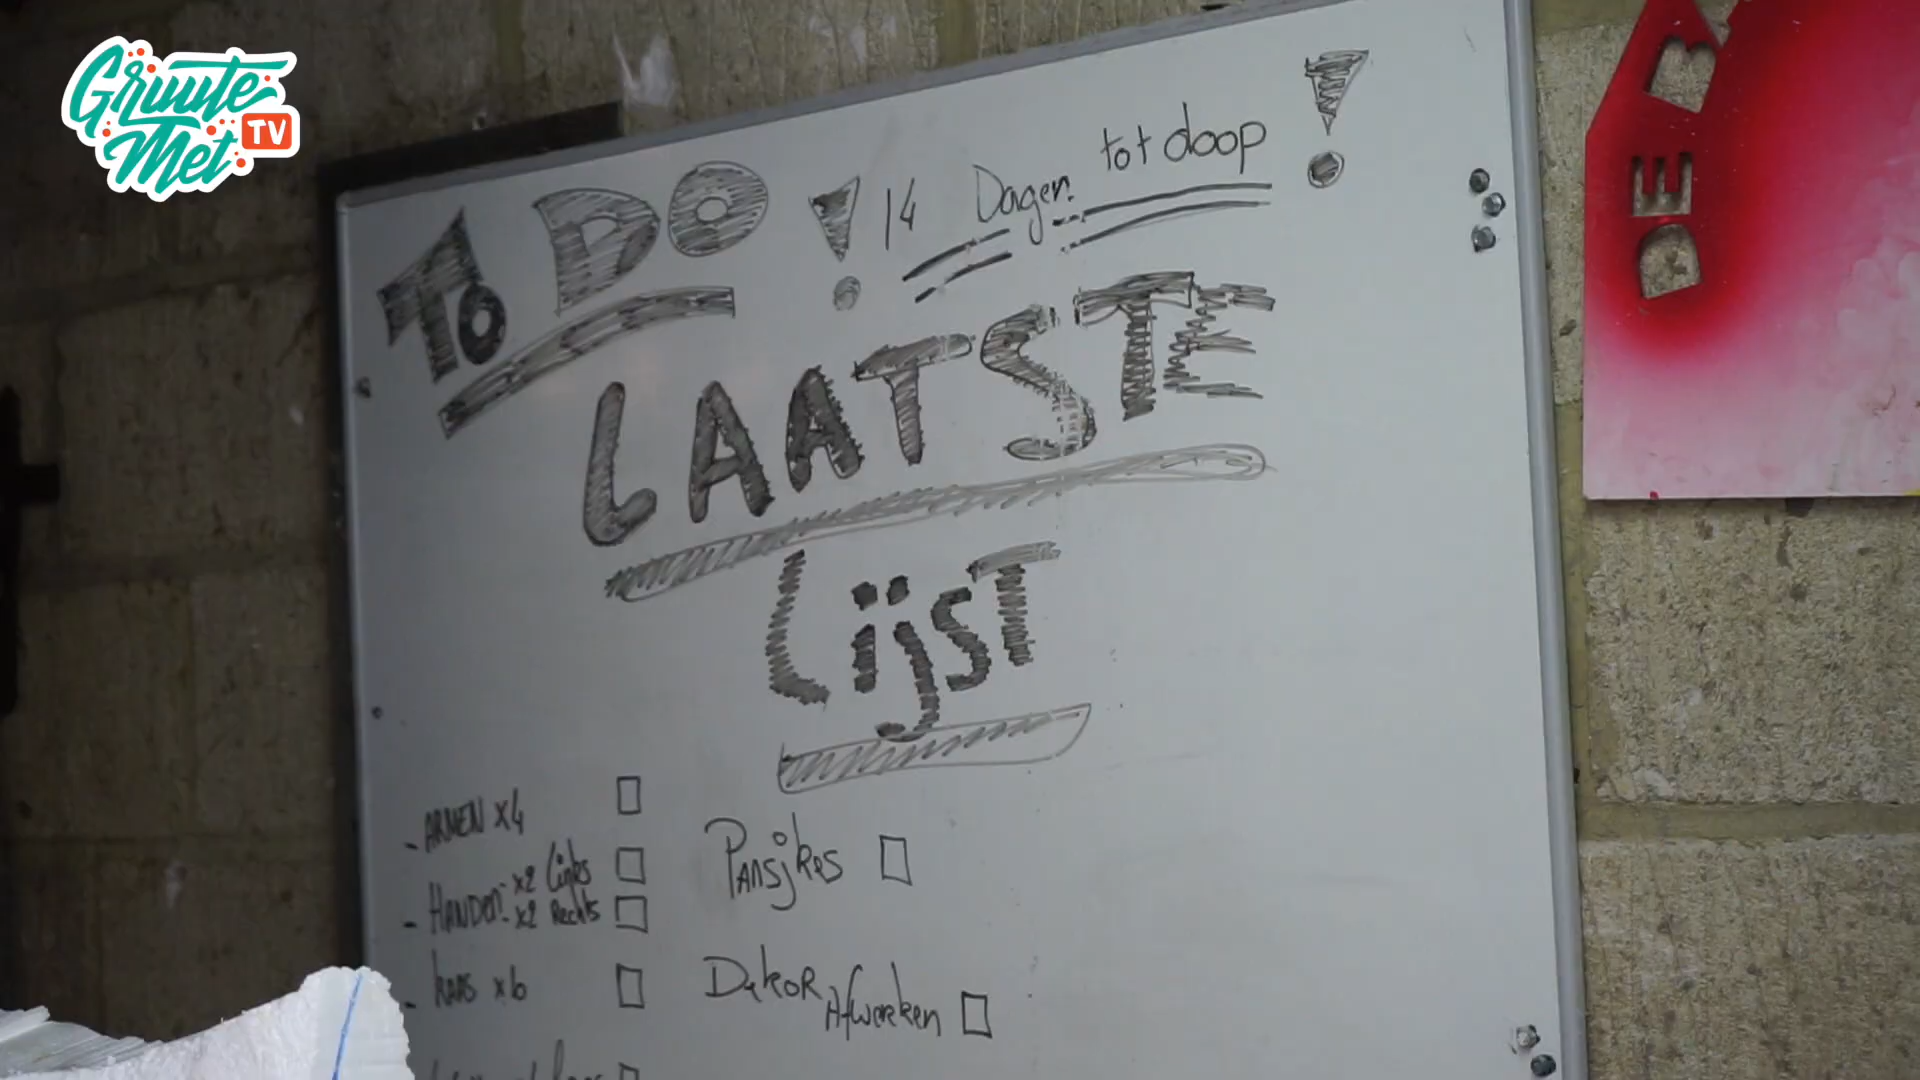 Gruute
Met TV
TO DO! 14 Dagen tot doop!
LAATSTE
Lijst
- ARMEN x4
- HANDEN: x2 Links
x2 Rechts
- x6
Pansjkes
Dekor
Afwerken
DE